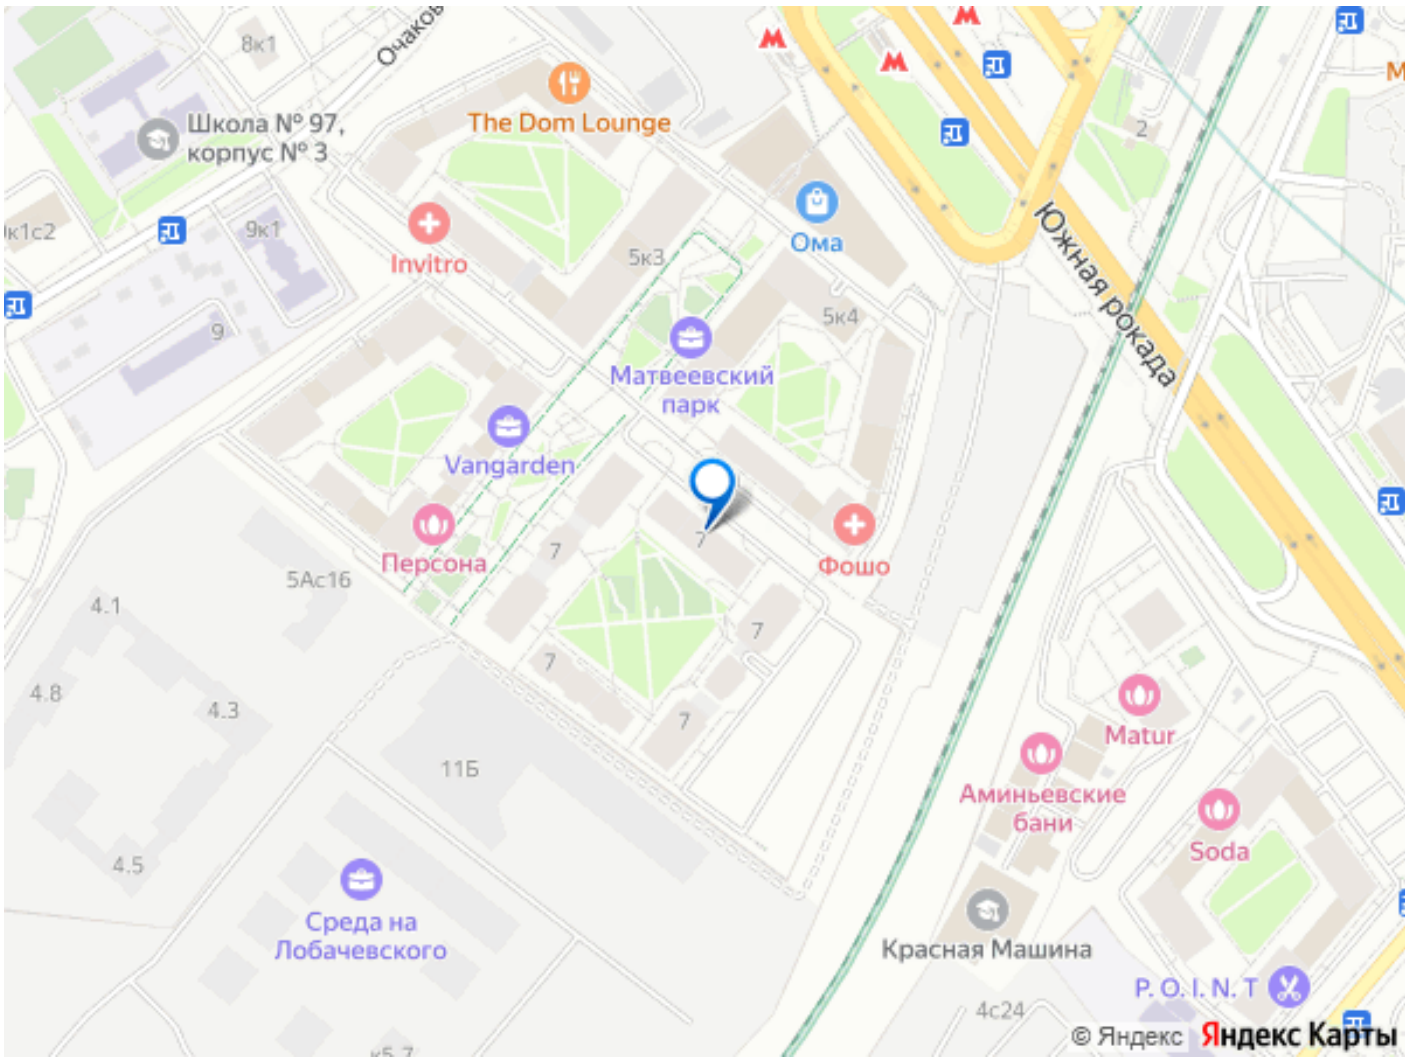 8к1
Очаков
М
The Dom Lounge
Школа № 97,
корпус № 3
2
9к1
к1с2
Ома
Invitro
5к3
Южная рокада
9
5к4
Матвеевский
парк
Vangarden
7
Персона
7
Фошо
5Ас16
4.1
7
7
4.8
4.3
7
Matur
11Б
Аминьевские
бани
Soda
4.5
Среда на
Лобачевского
Красная Машина
P. O. I. N. T
4с24
© Яндекс Яндекс Карты